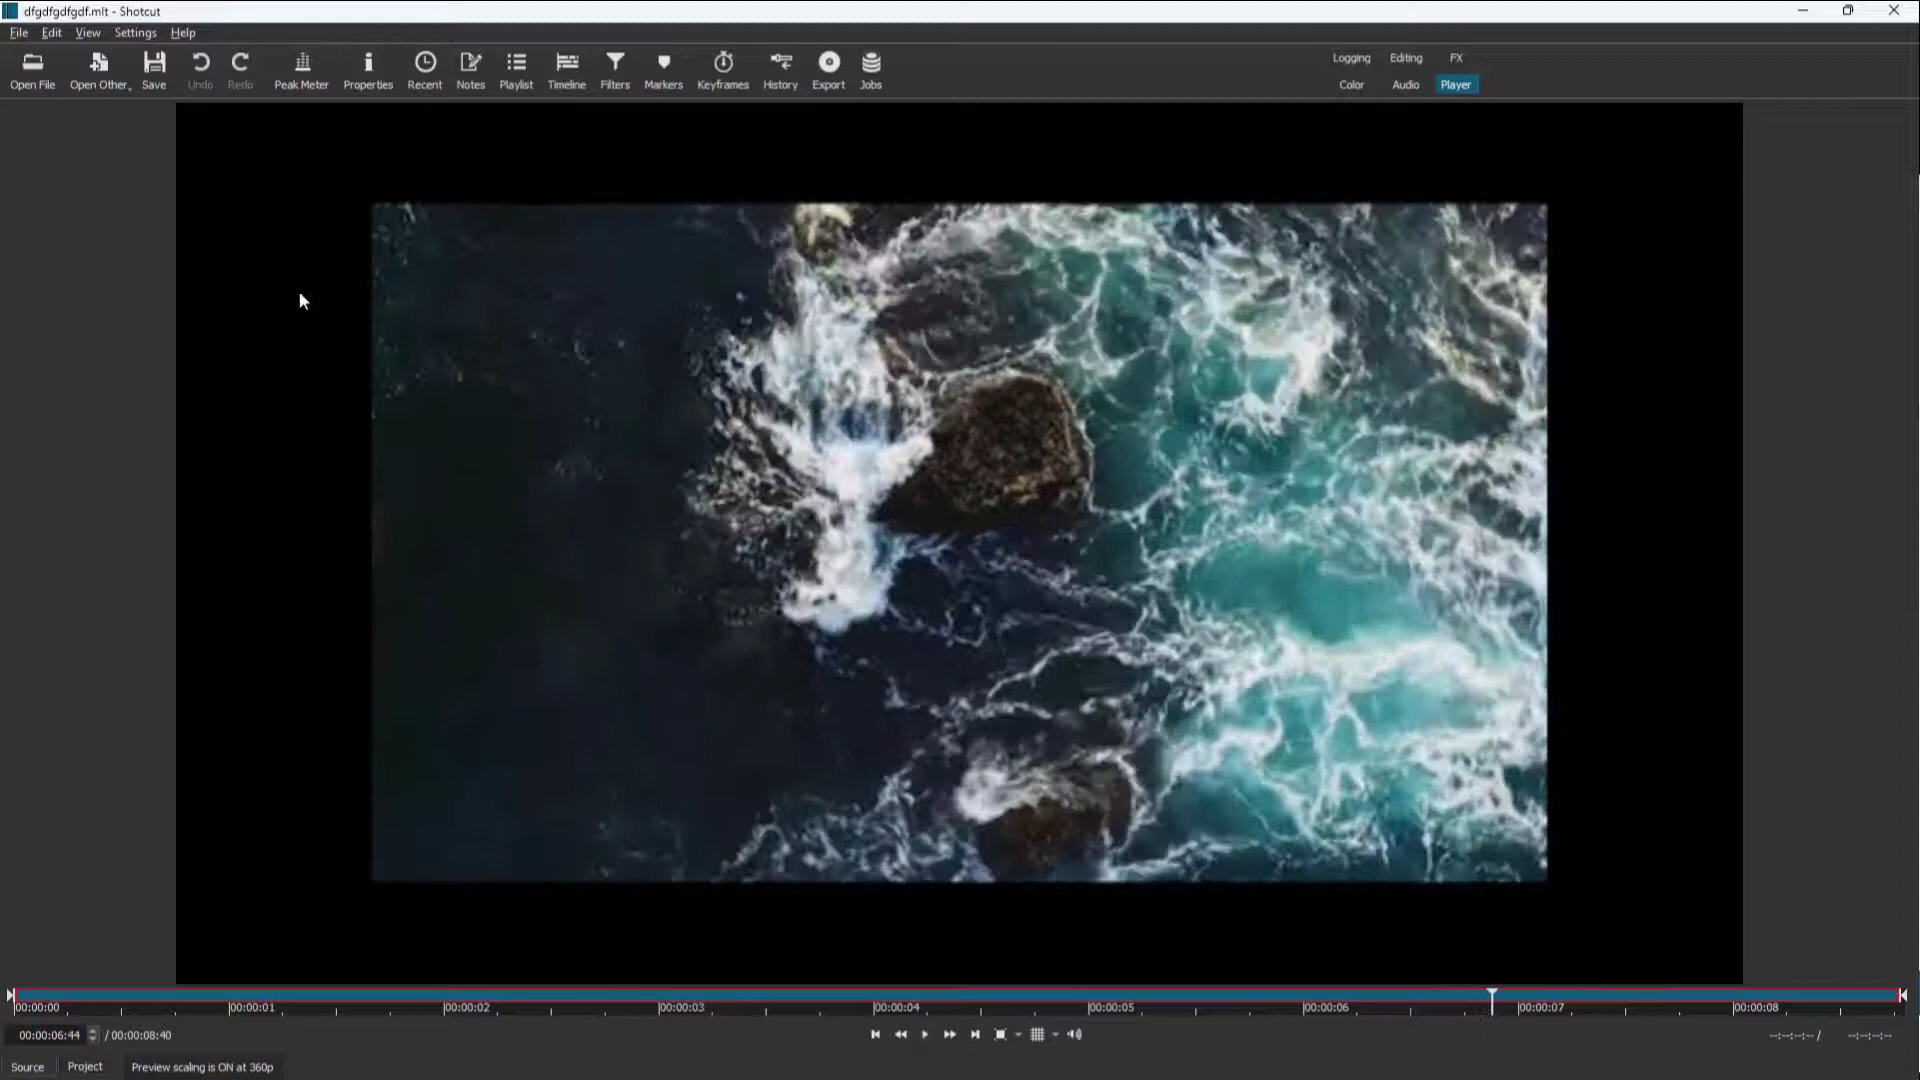 dfgdfgdfgdf.mlt - Shotcut
File Edit View Settings Help
Open File Open Other... Save Undo Redo Peak Meter Properties Recent Notes Playlist Timeline Filters Markers Keyframes History Export Jobs
Logging Editing FX
Color Audio Player
00:00:00 00:00:01 00:00:02 00:00:03 00:00:04 00:00:05 00:00:06 00:00:07 00:00:08
00:00:06:44 / 00:00:08:40 --:--:--:-- / --:--:--:--
Source Project Preview scaling is ON at 360p